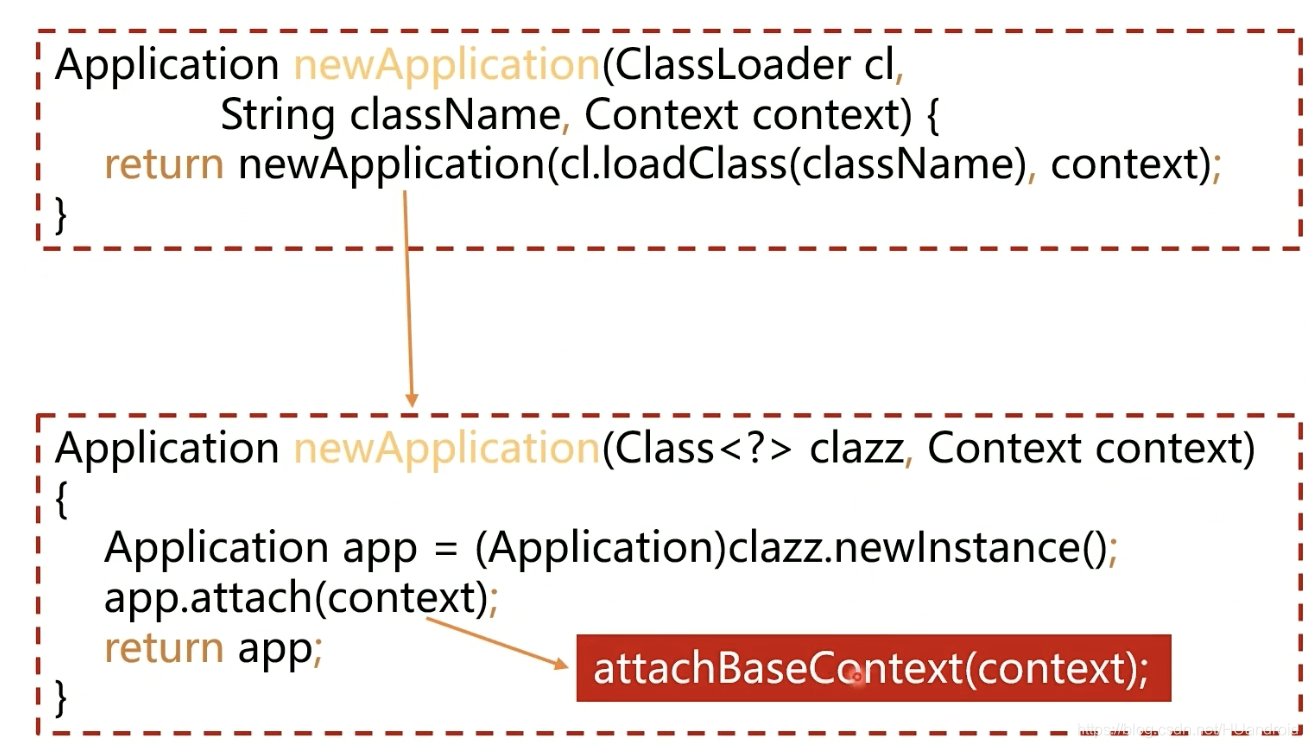 Application newApplication(ClassLoader cl,
String className, Context context) {
return newApplication(cl.loadClass(className), context);
}
Application newApplication(Class<?> clazz, Context context)
{
Application app = (Application)clazz.newInstance();
app.attach(context);
return app;
attachBaseContext(context);
}
https://blog.csdn.net/HUandroid